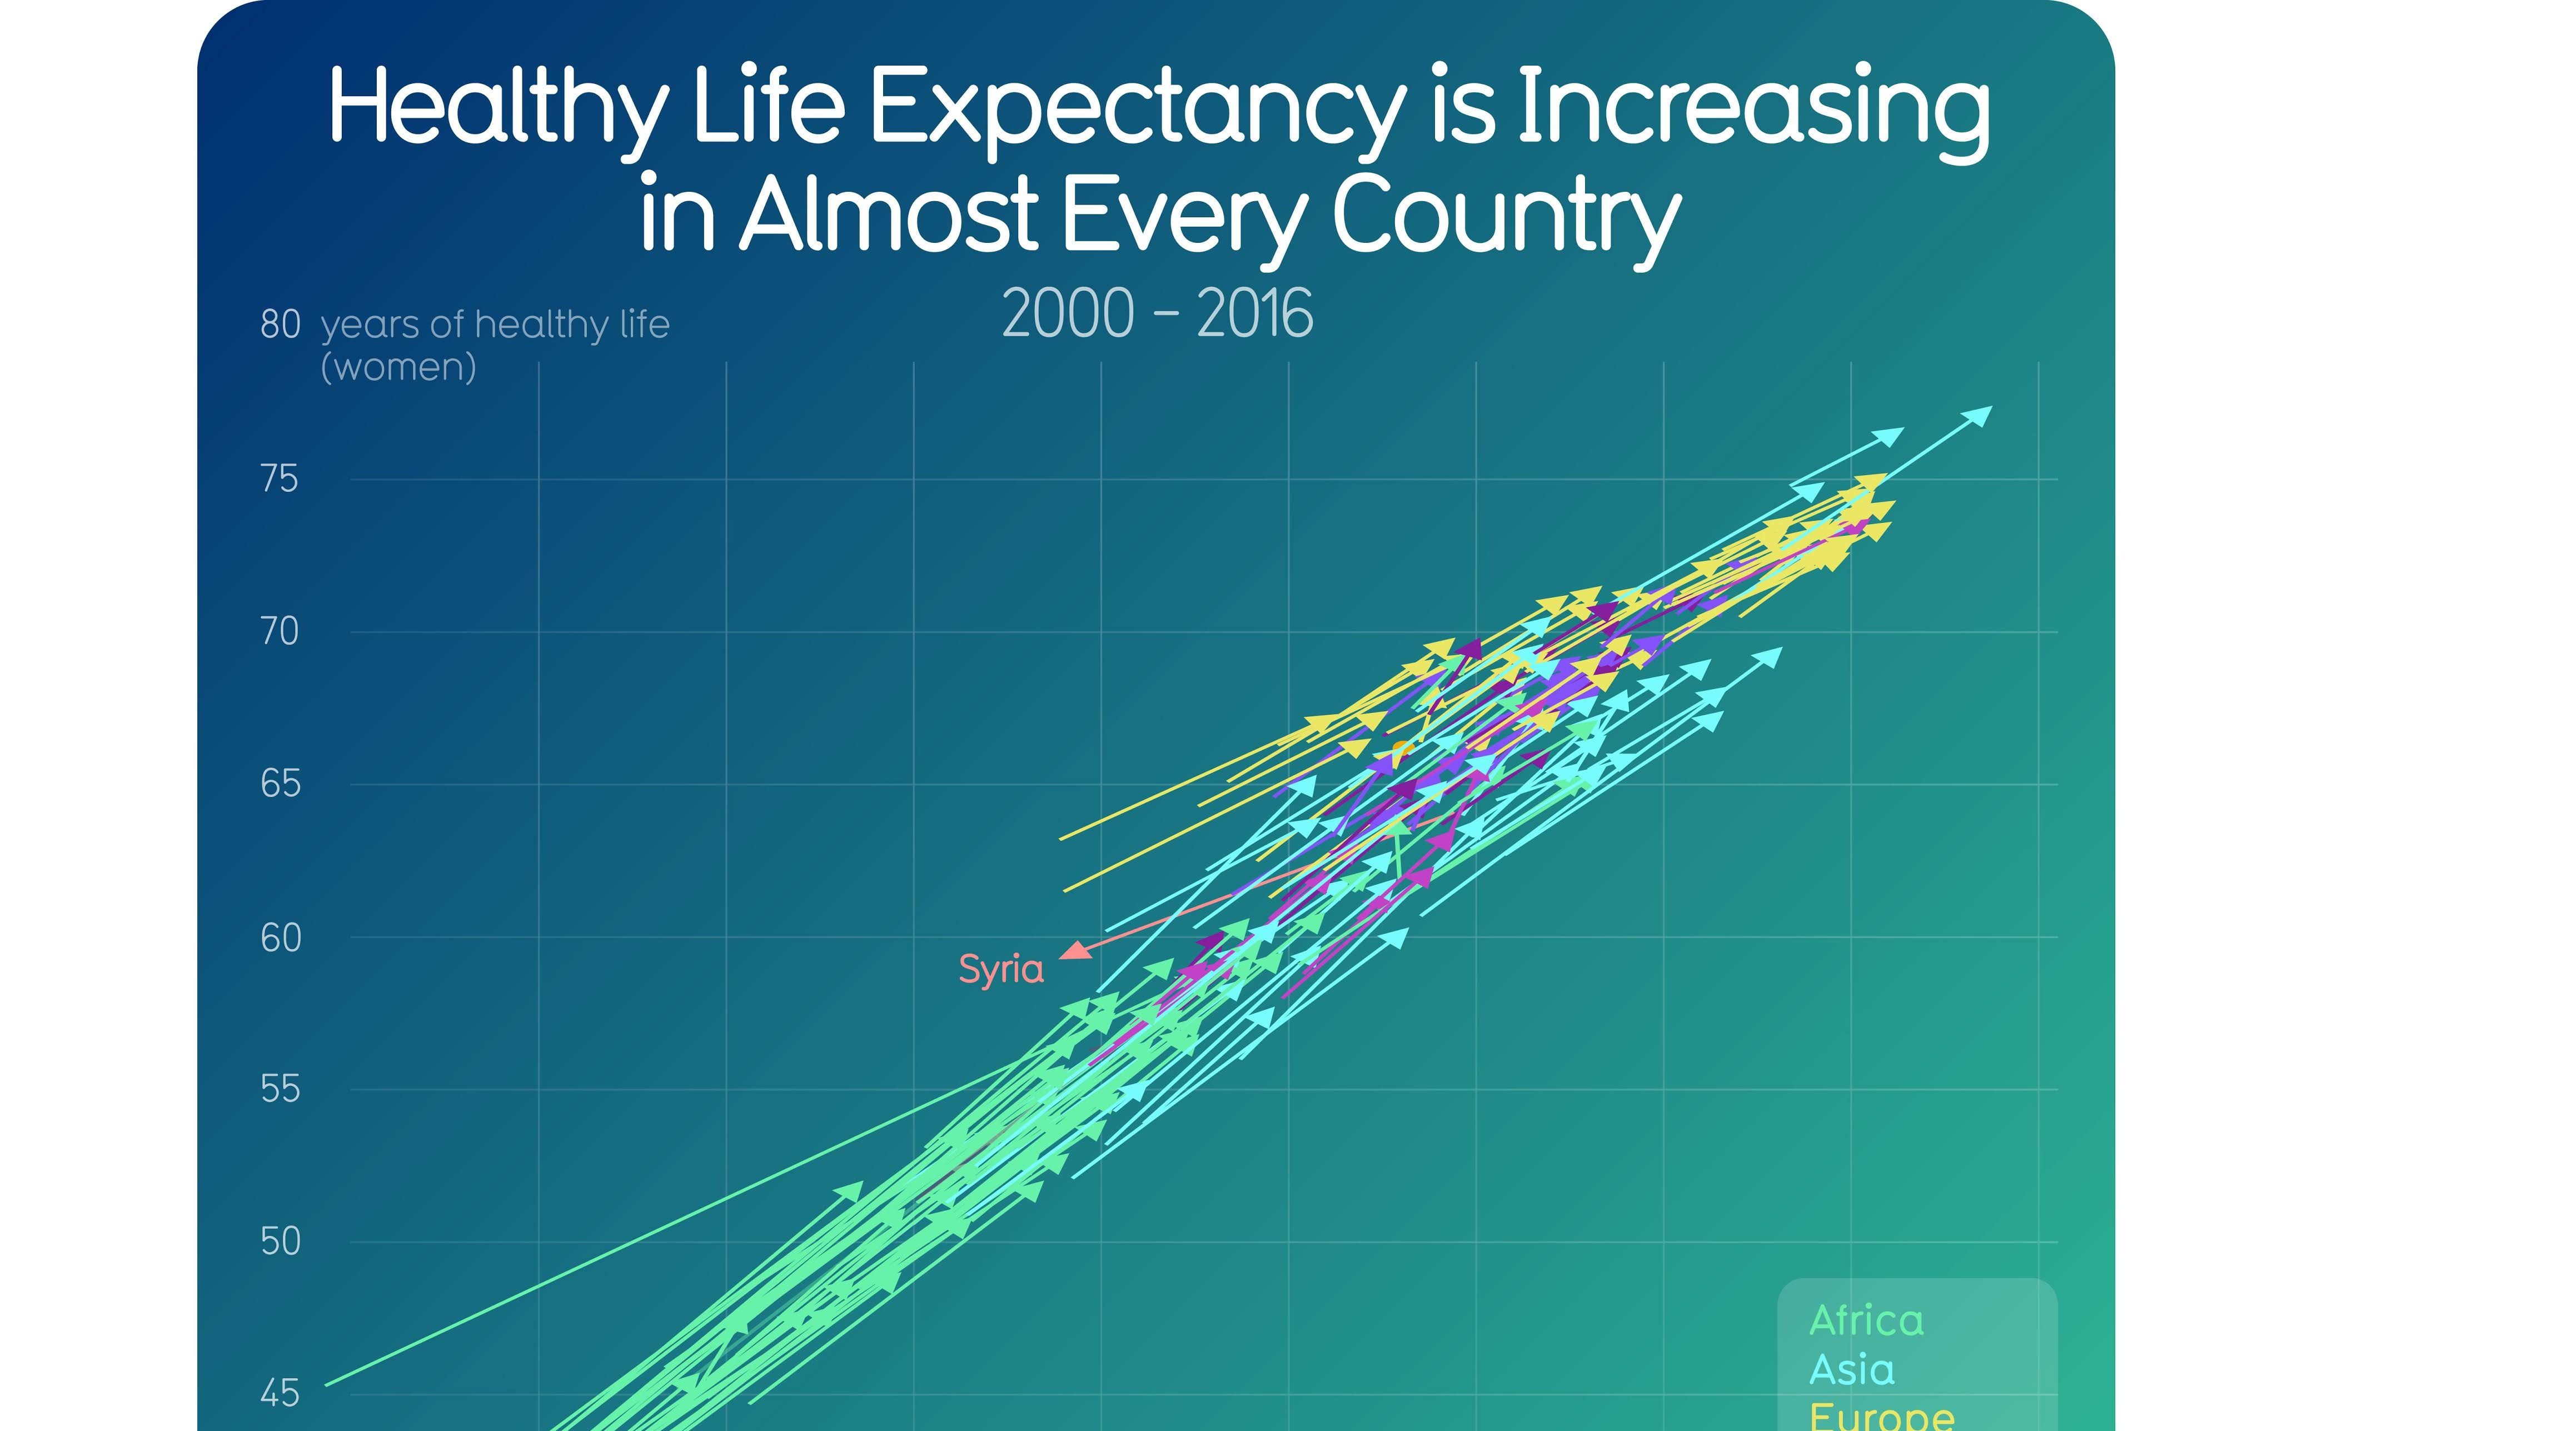 Healthy Life Expectancy is Increasing
in Almost Every Country
2000 - 2016
80 years of healthy life
(women)
75
70
65
60
Syria
55
50
45
Africa
Asia
Europe